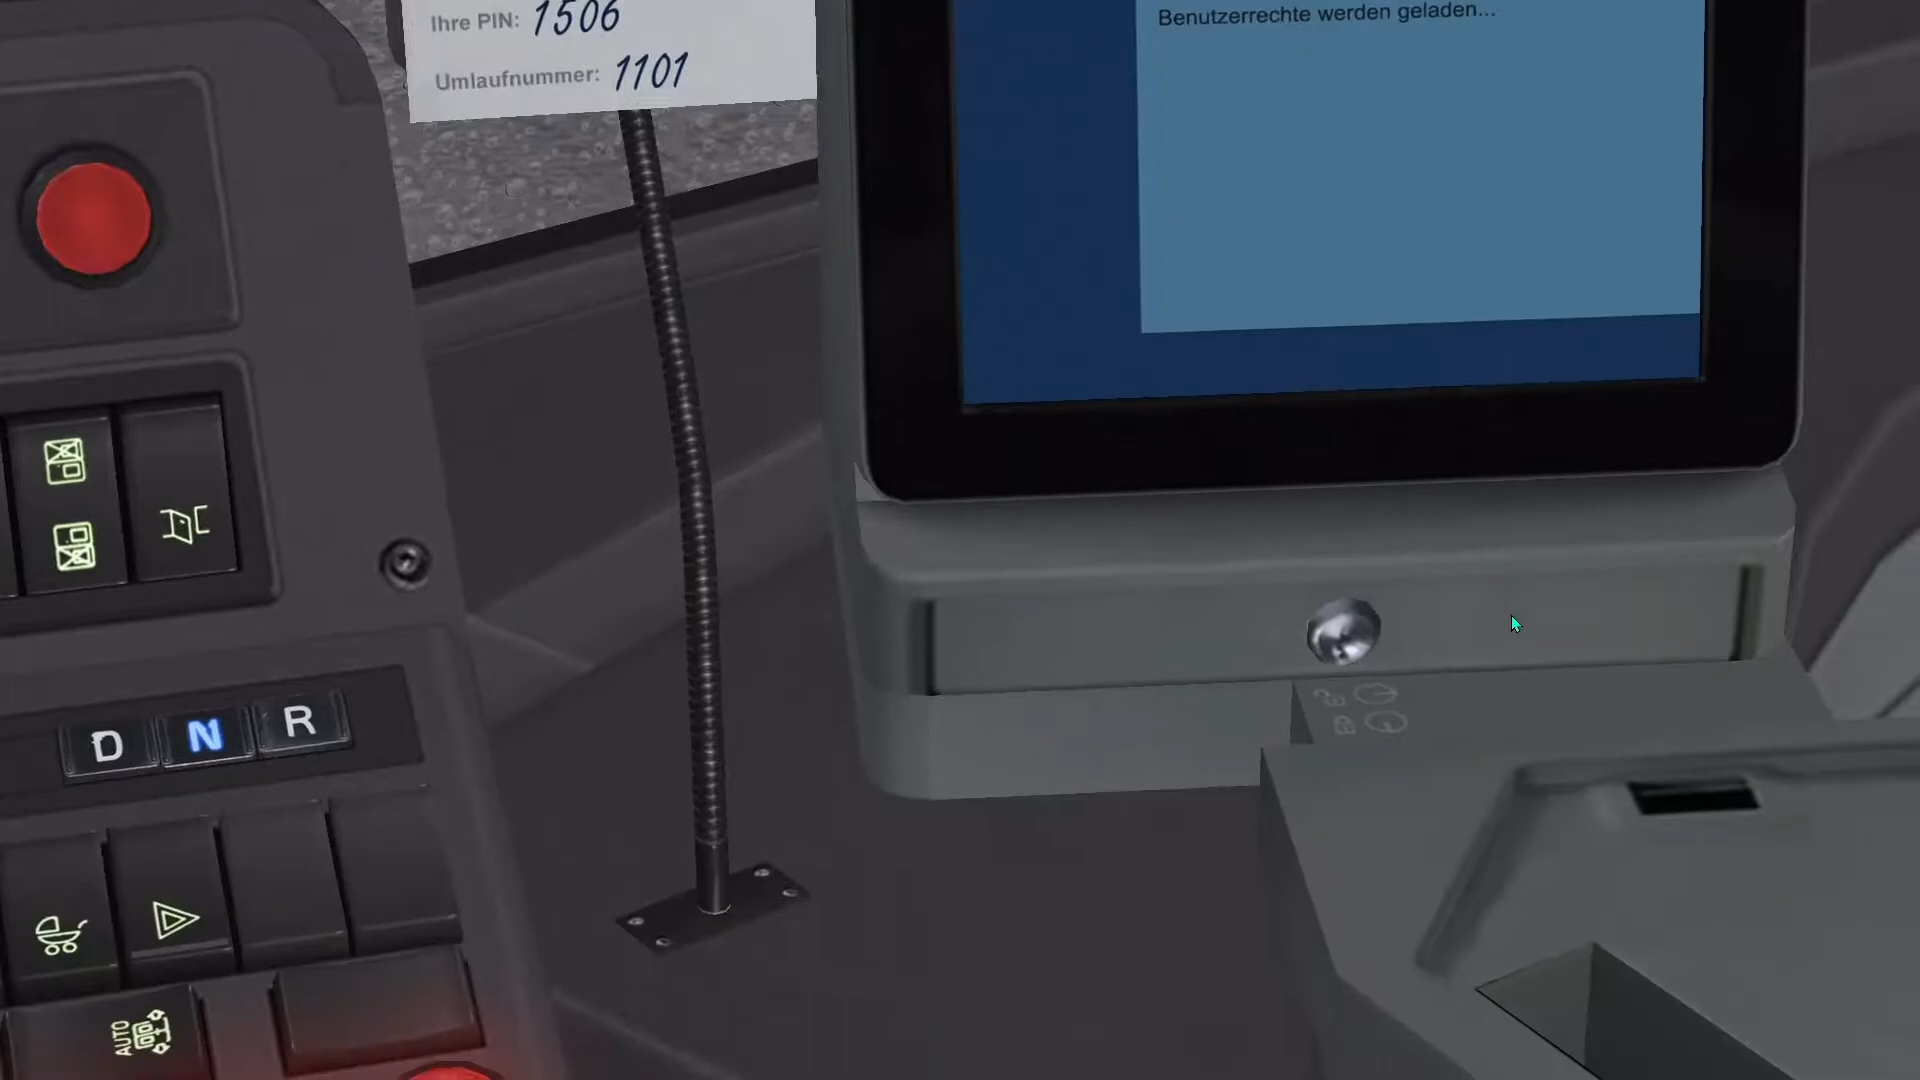 Ihre PIN: 1506
Umlaufnummer: 1101
Benutzerrechte werden geladen...
D N R
AUTO